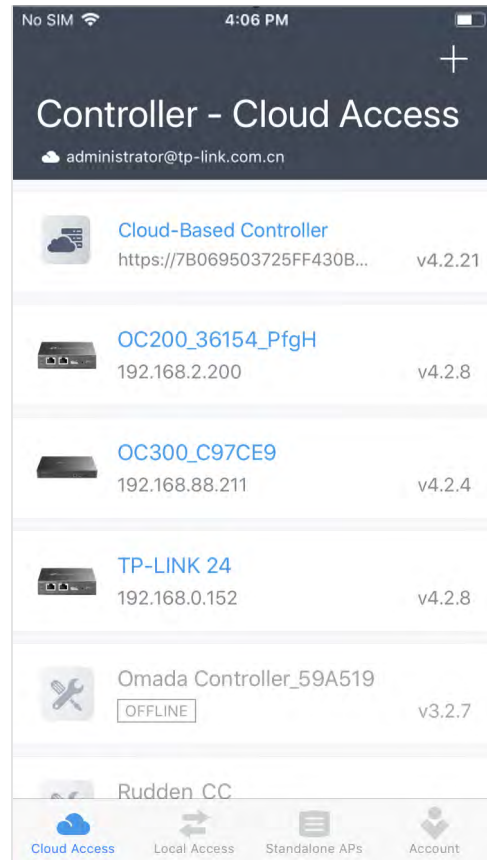 No SIM 4:06 PM
Controller - Cloud Access
administrator@tp-link.com.cn
Cloud-Based Controller
https://7B069503725FF430B... v4.2.21
OC200_36154_PfgH
192.168.2.200 v4.2.8
OC300_C97CE9
192.168.88.211 v4.2.4
TP-LINK 24
192.168.0.152 v4.2.8
Omada Controller_59A519
OFFLINE v3.2.7
Rudden_CC
Cloud Access Local Access Standalone APs Account